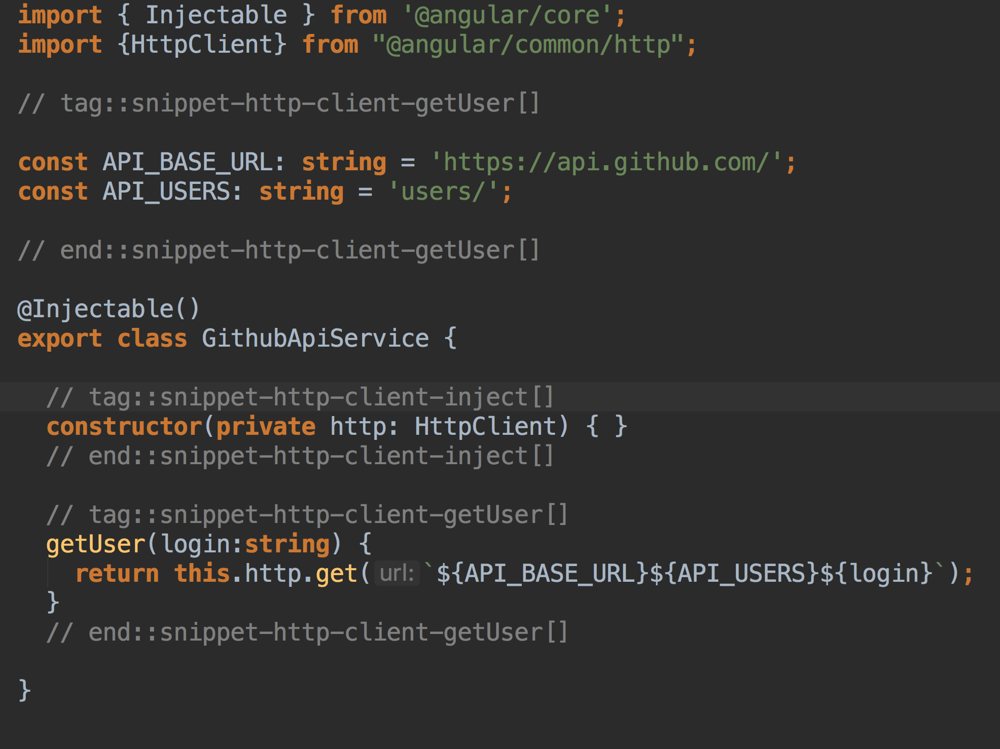 import { Injectable } from '@angular/core';
import {HttpClient} from "@angular/common/http";
// tag::snippet-http-client-getUser[]
const API_BASE_URL: string = 'https://api.github.com/';
const API_USERS: string = 'users/';
// end::snippet-http-client-getUser[]
@Injectable()
export class GithubApiService {
// tag::snippet-http-client-inject[]
constructor(private http: HttpClient) { }
// end::snippet-http-client-inject[]
// tag::snippet-http-client-getUser[]
getUser(login:string) {
return this.http.get( url: `${API_BASE_URL}${API_USERS}${login}`);
}
// end::snippet-http-client-getUser[]
}